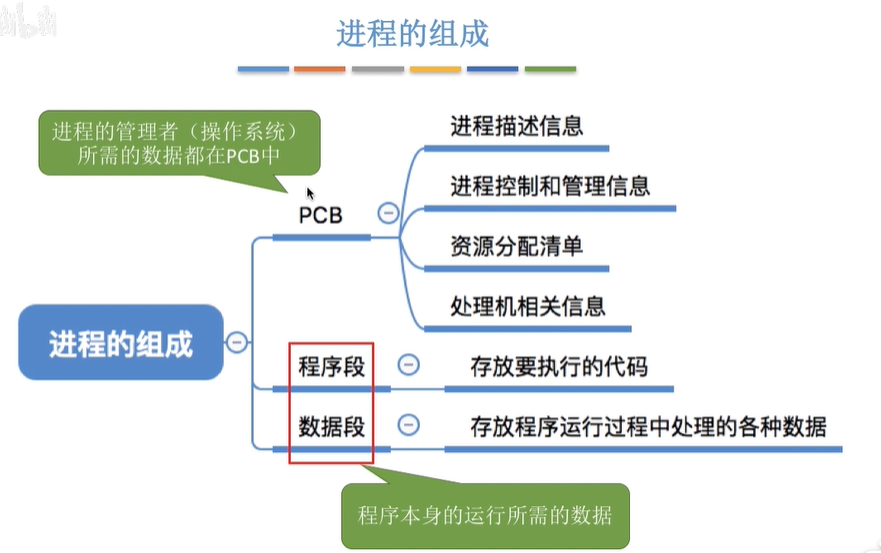 进程的组成
进程的管理者（操作系统）
所需的数据都在PCB中
进程描述信息
进程控制和管理信息
PCB
资源分配清单
处理机相关信息
进程的组成
程序段
存放要执行的代码
数据段
存放程序运行过程中处理的各种数据
程序本身的运行所需的数据